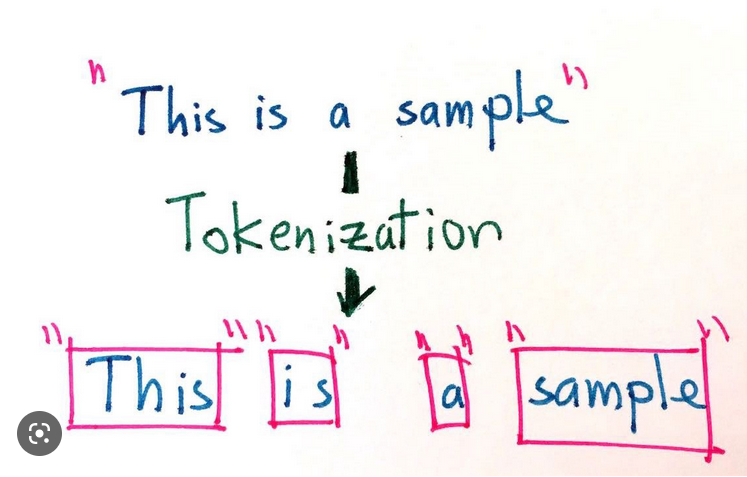 "This is a sample"
Tokenization
"This" "is" "a" "sample"